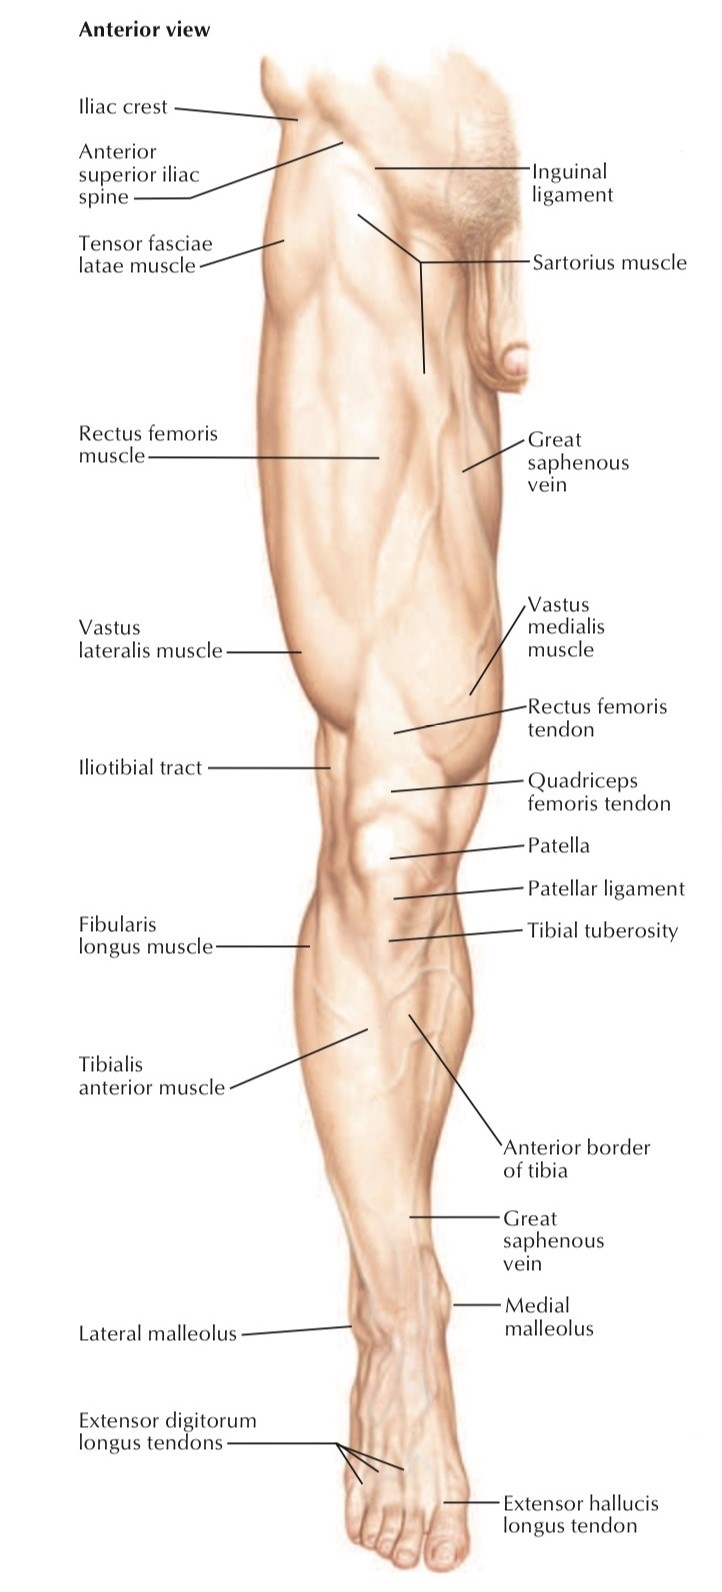 Anterior view
Iliac crest
Anterior
superior iliac
spine
Inguinal
ligament
Tensor fasciae
latae muscle
Sartorius muscle
Rectus femoris
muscle
Great
saphenous
vein
Vastus
lateralis muscle
Vastus
medialis
muscle
Rectus femoris
tendon
Iliotibial tract
Quadriceps
femoris tendon
Patella
Patellar ligament
Fibularis
longus muscle
Tibial tuberosity
Tibialis
anterior muscle
Anterior border
of tibia
Great
saphenous
vein
Medial
malleolus
Lateral malleolus
Extensor digitorum
longus tendons
Extensor hallucis
longus tendon